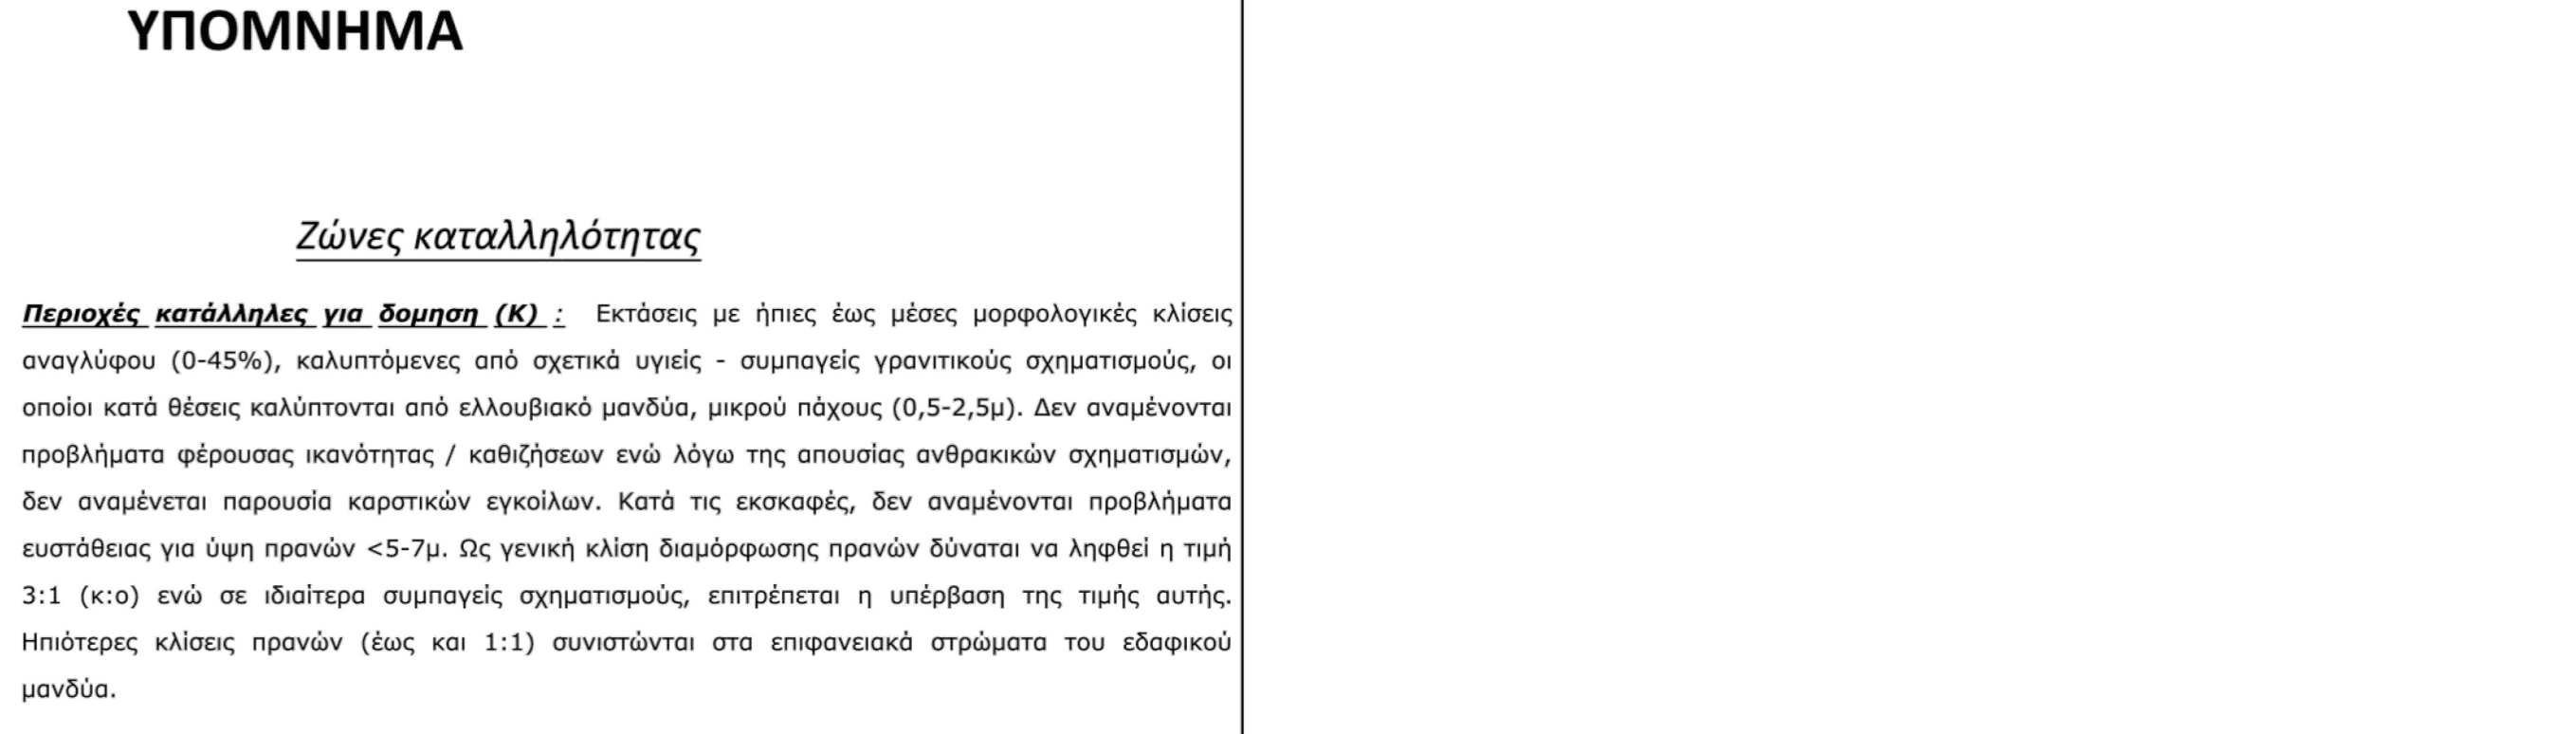 ΥΠΟΜΝΗΜΑ
Ζώνες καταλληλότητας
Περιοχές κατάλληλες για δομηση (Κ) : Εκτάσεις με ήπιες έως μέσες μορφολογικές κλίσεις
αναγλύφου (0-45%), καλυπτόμενες από σχετικά υγιείς - συμπαγείς γρανιτικούς σχηματισμούς, οι
οποίοι κατά θέσεις καλύπτονται από ελλουβιακό μανδύα, μικρού πάχους (0,5-2,5μ). Δεν αναμένονται
προβλήματα φέρουσας ικανότητας / καθιζήσεων ενώ λόγω της απουσίας ανθρακικών σχηματισμών,
δεν αναμένεται παρουσία καρστικών εγκοίλων. Κατά τις εκσκαφές, δεν αναμένονται προβλήματα
ευστάθειας για ύψη πρανών <5-7μ. Ως γενική κλίση διαμόρφωσης πρανών δύναται να ληφθεί η τιμή
3:1 (κ:ο) ενώ σε ιδιαίτερα συμπαγείς σχηματισμούς, επιτρέπεται η υπέρβαση της τιμής αυτής.
Ηπιότερες κλίσεις πρανών (έως και 1:1) συνιστώνται στα επιφανειακά στρώματα του εδαφικού
μανδύα.